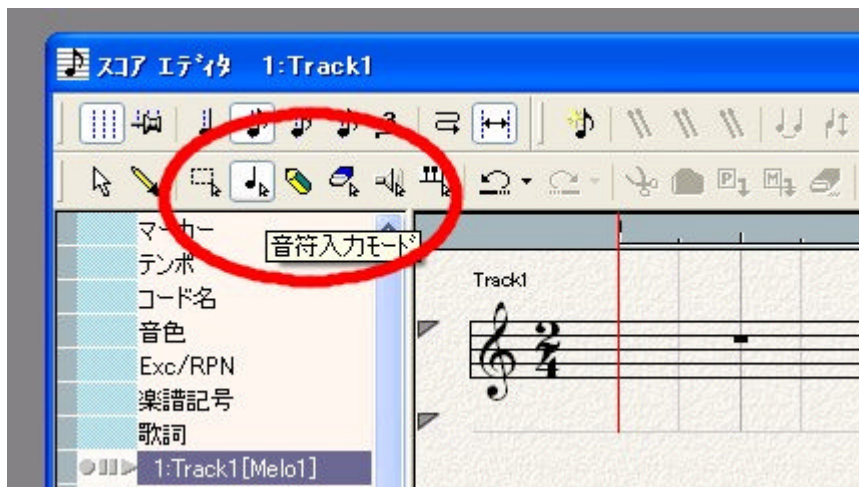 スコア エディタ 1:Track1
音符入力モード
マーカー
テンポ
コード名
音色
Exc/RPN
楽譜記号
歌詞
1:Track1[Melo1]
Track1
2
4